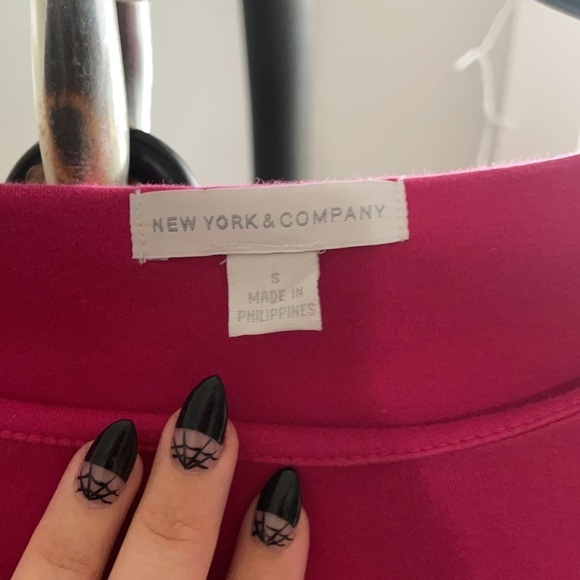 NEW YORK & COMPANY
S
MADE IN
PHILIPPINES